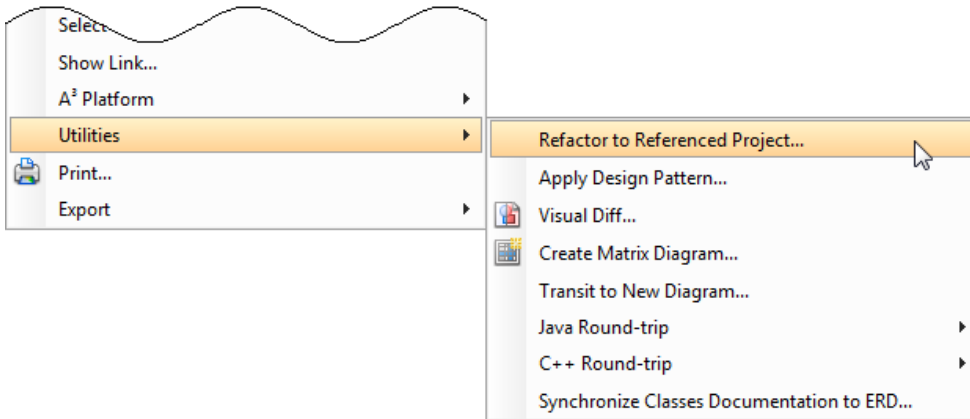 Select
Show Link...
A³ Platform
Utilities
Print...
Export
Refactor to Referenced Project...
Apply Design Pattern...
Visual Diff...
Create Matrix Diagram...
Transit to New Diagram...
Java Round-trip
C++ Round-trip
Synchronize Classes Documentation to ERD...